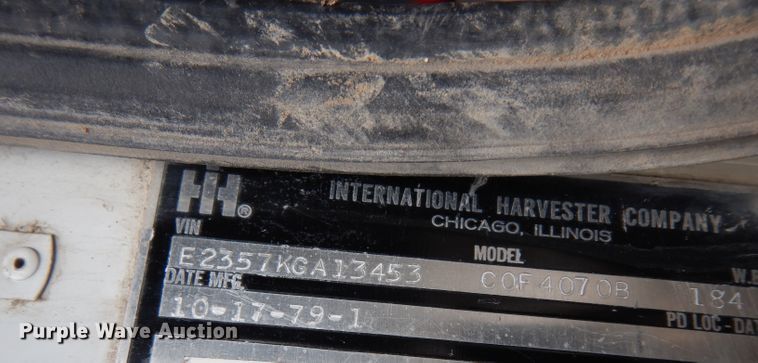 IH® INTERNATIONAL HARVESTER COMPANY
CHICAGO, ILLINOIS
VIN MODEL W.B
E2357KGA13453 COF4070B 184
DATE MFG. PD LOC-DAT
10-17-79-1
Purple Wave Auction